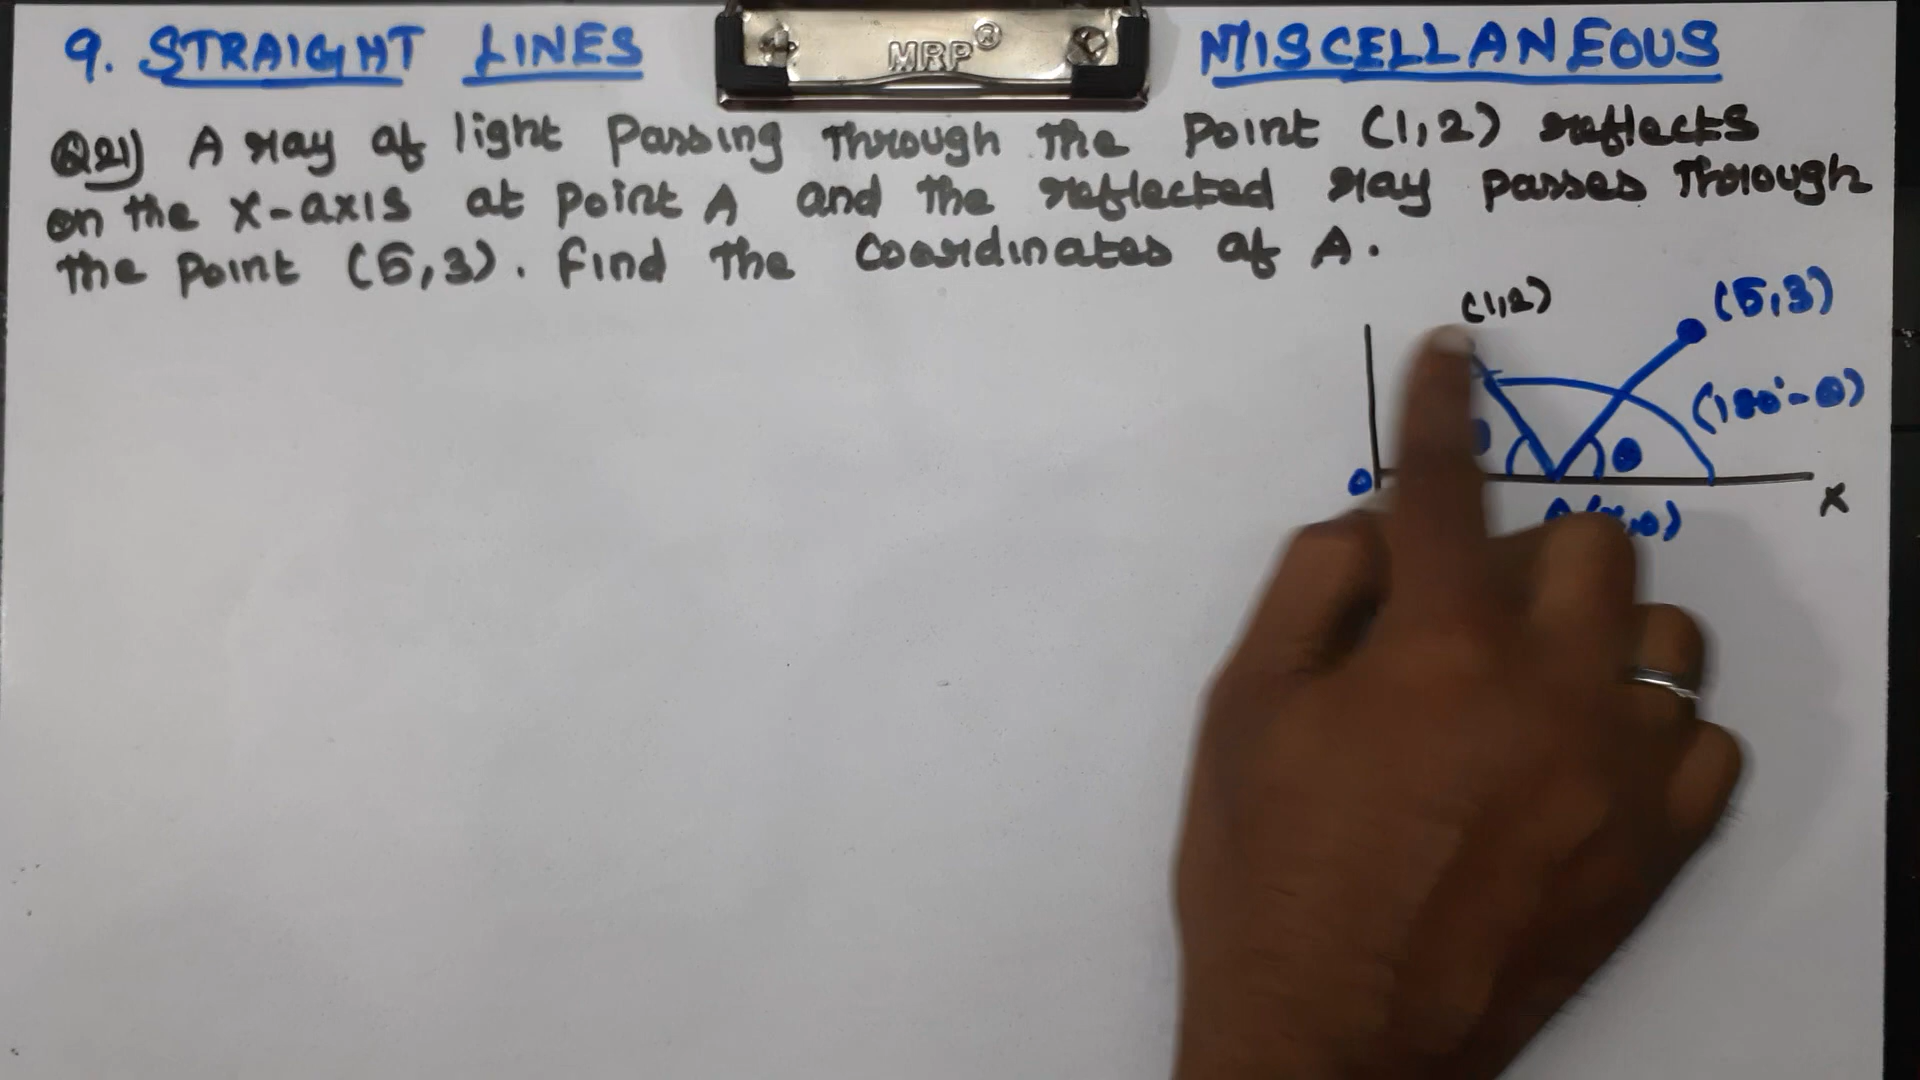 9. STRAIGHT LINES
MRP®
MISCELLANEOUS
Q21) A ray of light passing through the point (1,2) reflects
on the x-axis at point A and the reflected ray passes through
the point (5,3). Find the coordinates of A.
(1,2)
(5,3)
(180°-θ)
θ
0
X